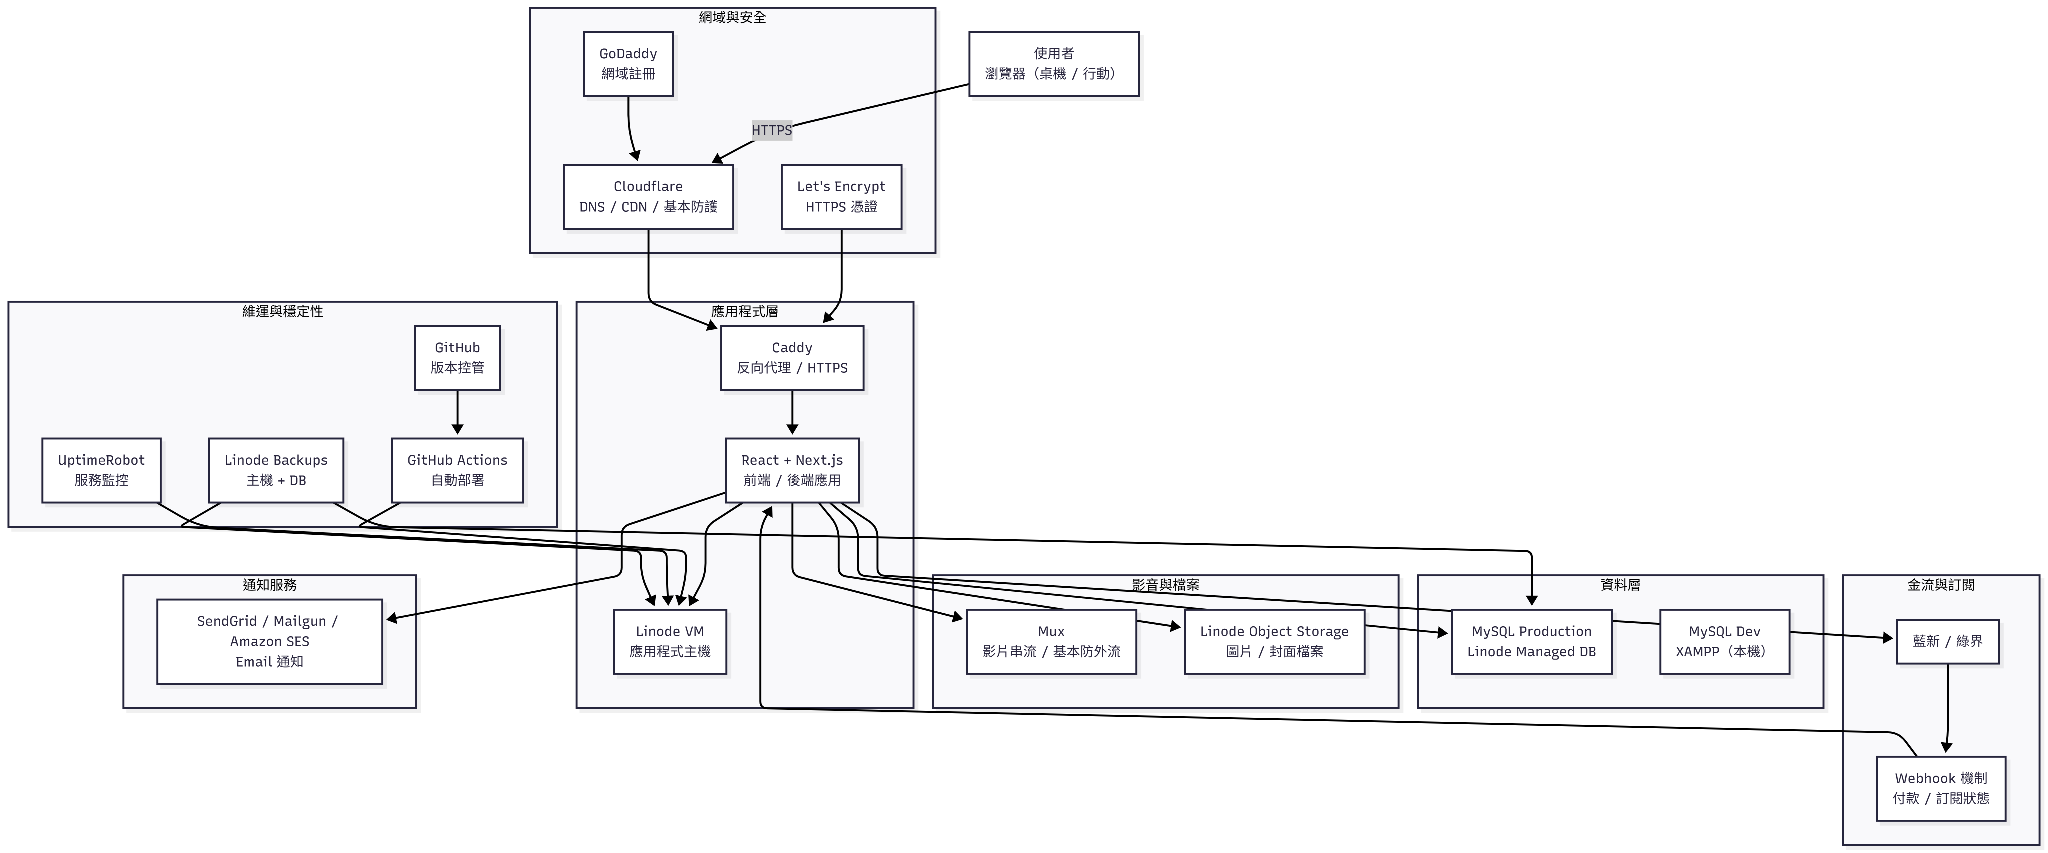 網域與安全
GoDaddy
網域註冊
使用者
瀏覽器（桌機 / 行動）
HTTPS
Cloudflare
DNS / CDN / 基本防護
Let's Encrypt
HTTPS 憑證
維運與穩定性
GitHub
版本控管
UptimeRobot
服務監控
Linode Backups
主機 + DB
GitHub Actions
自動部署
應用程式層
Caddy
反向代理 / HTTPS
React + Next.js
前端 / 後端應用
Linode VM
應用程式主機
通知服務
SendGrid / Mailgun /
Amazon SES
Email 通知
影音與檔案
Mux
影片串流 / 基本防外流
Linode Object Storage
圖片 / 封面檔案
資料層
MySQL Production
Linode Managed DB
MySQL Dev
XAMPP（本機）
金流與訂閱
藍新 / 綠界
Webhook 機制
付款 / 訂閱狀態